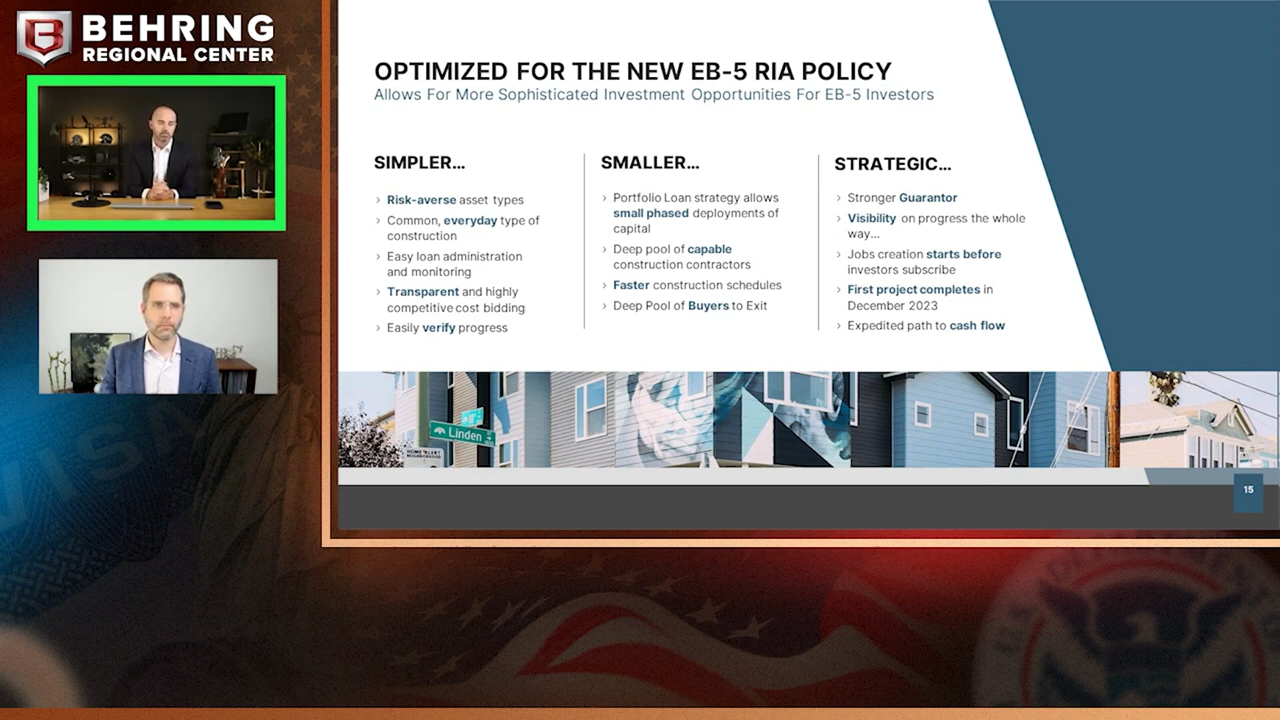 BEHRING
REGIONAL CENTER
OPTIMIZED FOR THE NEW EB-5 RIA POLICY
Allows For More Sophisticated Investment Opportunities For EB-5 Investors
SIMPLER...
› Risk-averse asset types
› Common, everyday type of
construction
› Easy loan administration
and monitoring
› Transparent and highly
competitive cost bidding
› Easily verify progress
SMALLER...
› Portfolio Loan strategy allows
small phased deployments of
capital
› Deep pool of capable
construction contractors
› Faster construction schedules
› Deep Pool of Buyers to Exit
STRATEGIC...
› Stronger Guarantor
› Visibility on progress the whole
way...
› Jobs creation starts before
investors subscribe
› First project completes in
December 2023
› Expedited path to cash flow
Linden
HOME ALERT
NEIGHBORHOOD
15